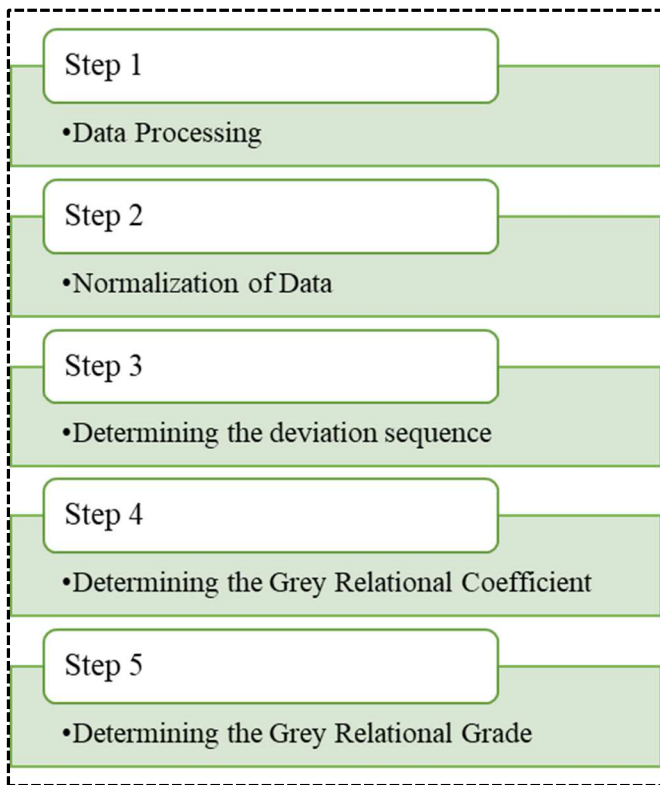 Step 1
•Data Processing
Step 2
•Normalization of Data
Step 3
•Determining the deviation sequence
Step 4
•Determining the Grey Relational Coefficient
Step 5
•Determining the Grey Relational Grade